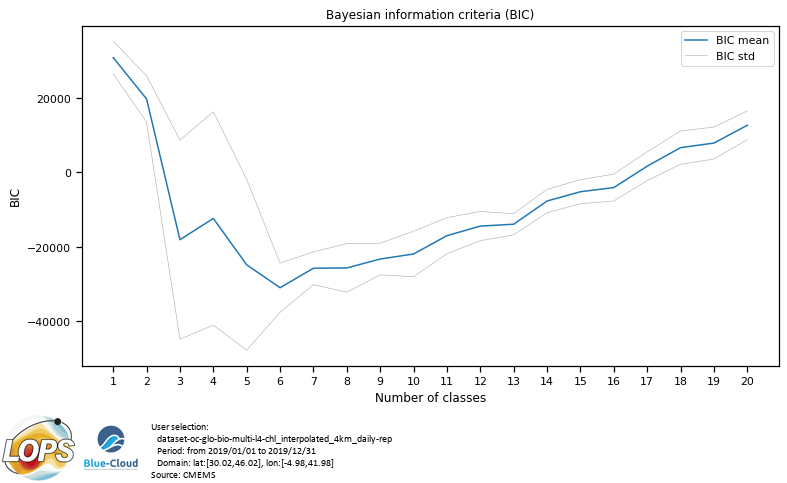 Bayesian information criteria (BIC)
BIC mean
BIC std
BIC
20000
0
−20000
−40000
1 2 3 4 5 6 7 8 9 10 11 12 13 14 15 16 17 18 19 20
Number of classes
LOPS
Blue-Cloud
User selection:
dataset-oc-glo-bio-multi-l4-chl_interpolated_4km_daily-rep
Period: from 2019/01/01 to 2019/12/31
Domain: lat:[30.02,46.02], lon:[-4.98,41.98]
Source: CMEMS